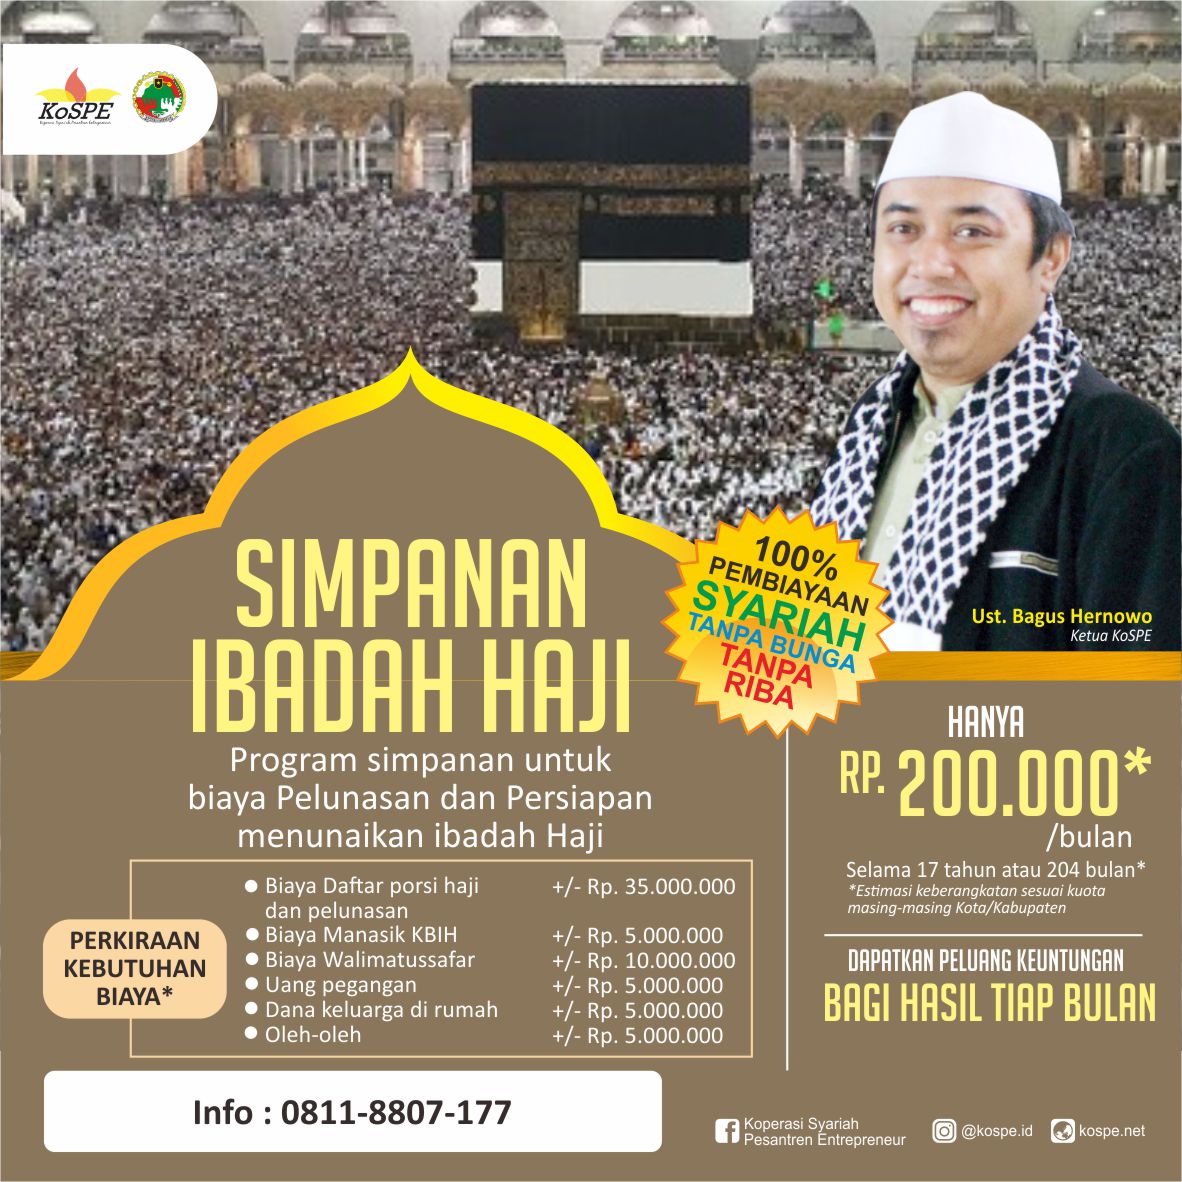 KoSPE
100%
PEMBIAYAAN
SYARIAH
TANPA BUNGA
TANPA
RIBA
Ust. Bagus Hernowo
Ketua KoSPE
SIMPANAN
IBADAH HAJI
Program simpanan untuk
biaya Pelunasan dan Persiapan
menunaikan ibadah Haji
PERKIRAAN
KEBUTUHAN
BIAYA*
• Biaya Daftar porsi haji +/- Rp. 35.000.000
dan pelunasan
• Biaya Manasik KBIH +/- Rp. 5.000.000
• Biaya Walimatussafar +/- Rp. 10.000.000
• Uang pegangan +/- Rp. 5.000.000
• Dana keluarga di rumah +/- Rp. 5.000.000
• Oleh-oleh +/- Rp. 5.000.000
HANYA
RP. 200.000*
/bulan
Selama 17 tahun atau 204 bulan*
*Estimasi keberangkatan sesuai kuota
masing-masing Kota/Kabupaten
DAPATKAN PELUANG KEUNTUNGAN
BAGI HASIL TIAP BULAN
Info : 0811-8807-177
Koperasi Syariah
Pesantren Entrepreneur
@kospe.id
kospe.net